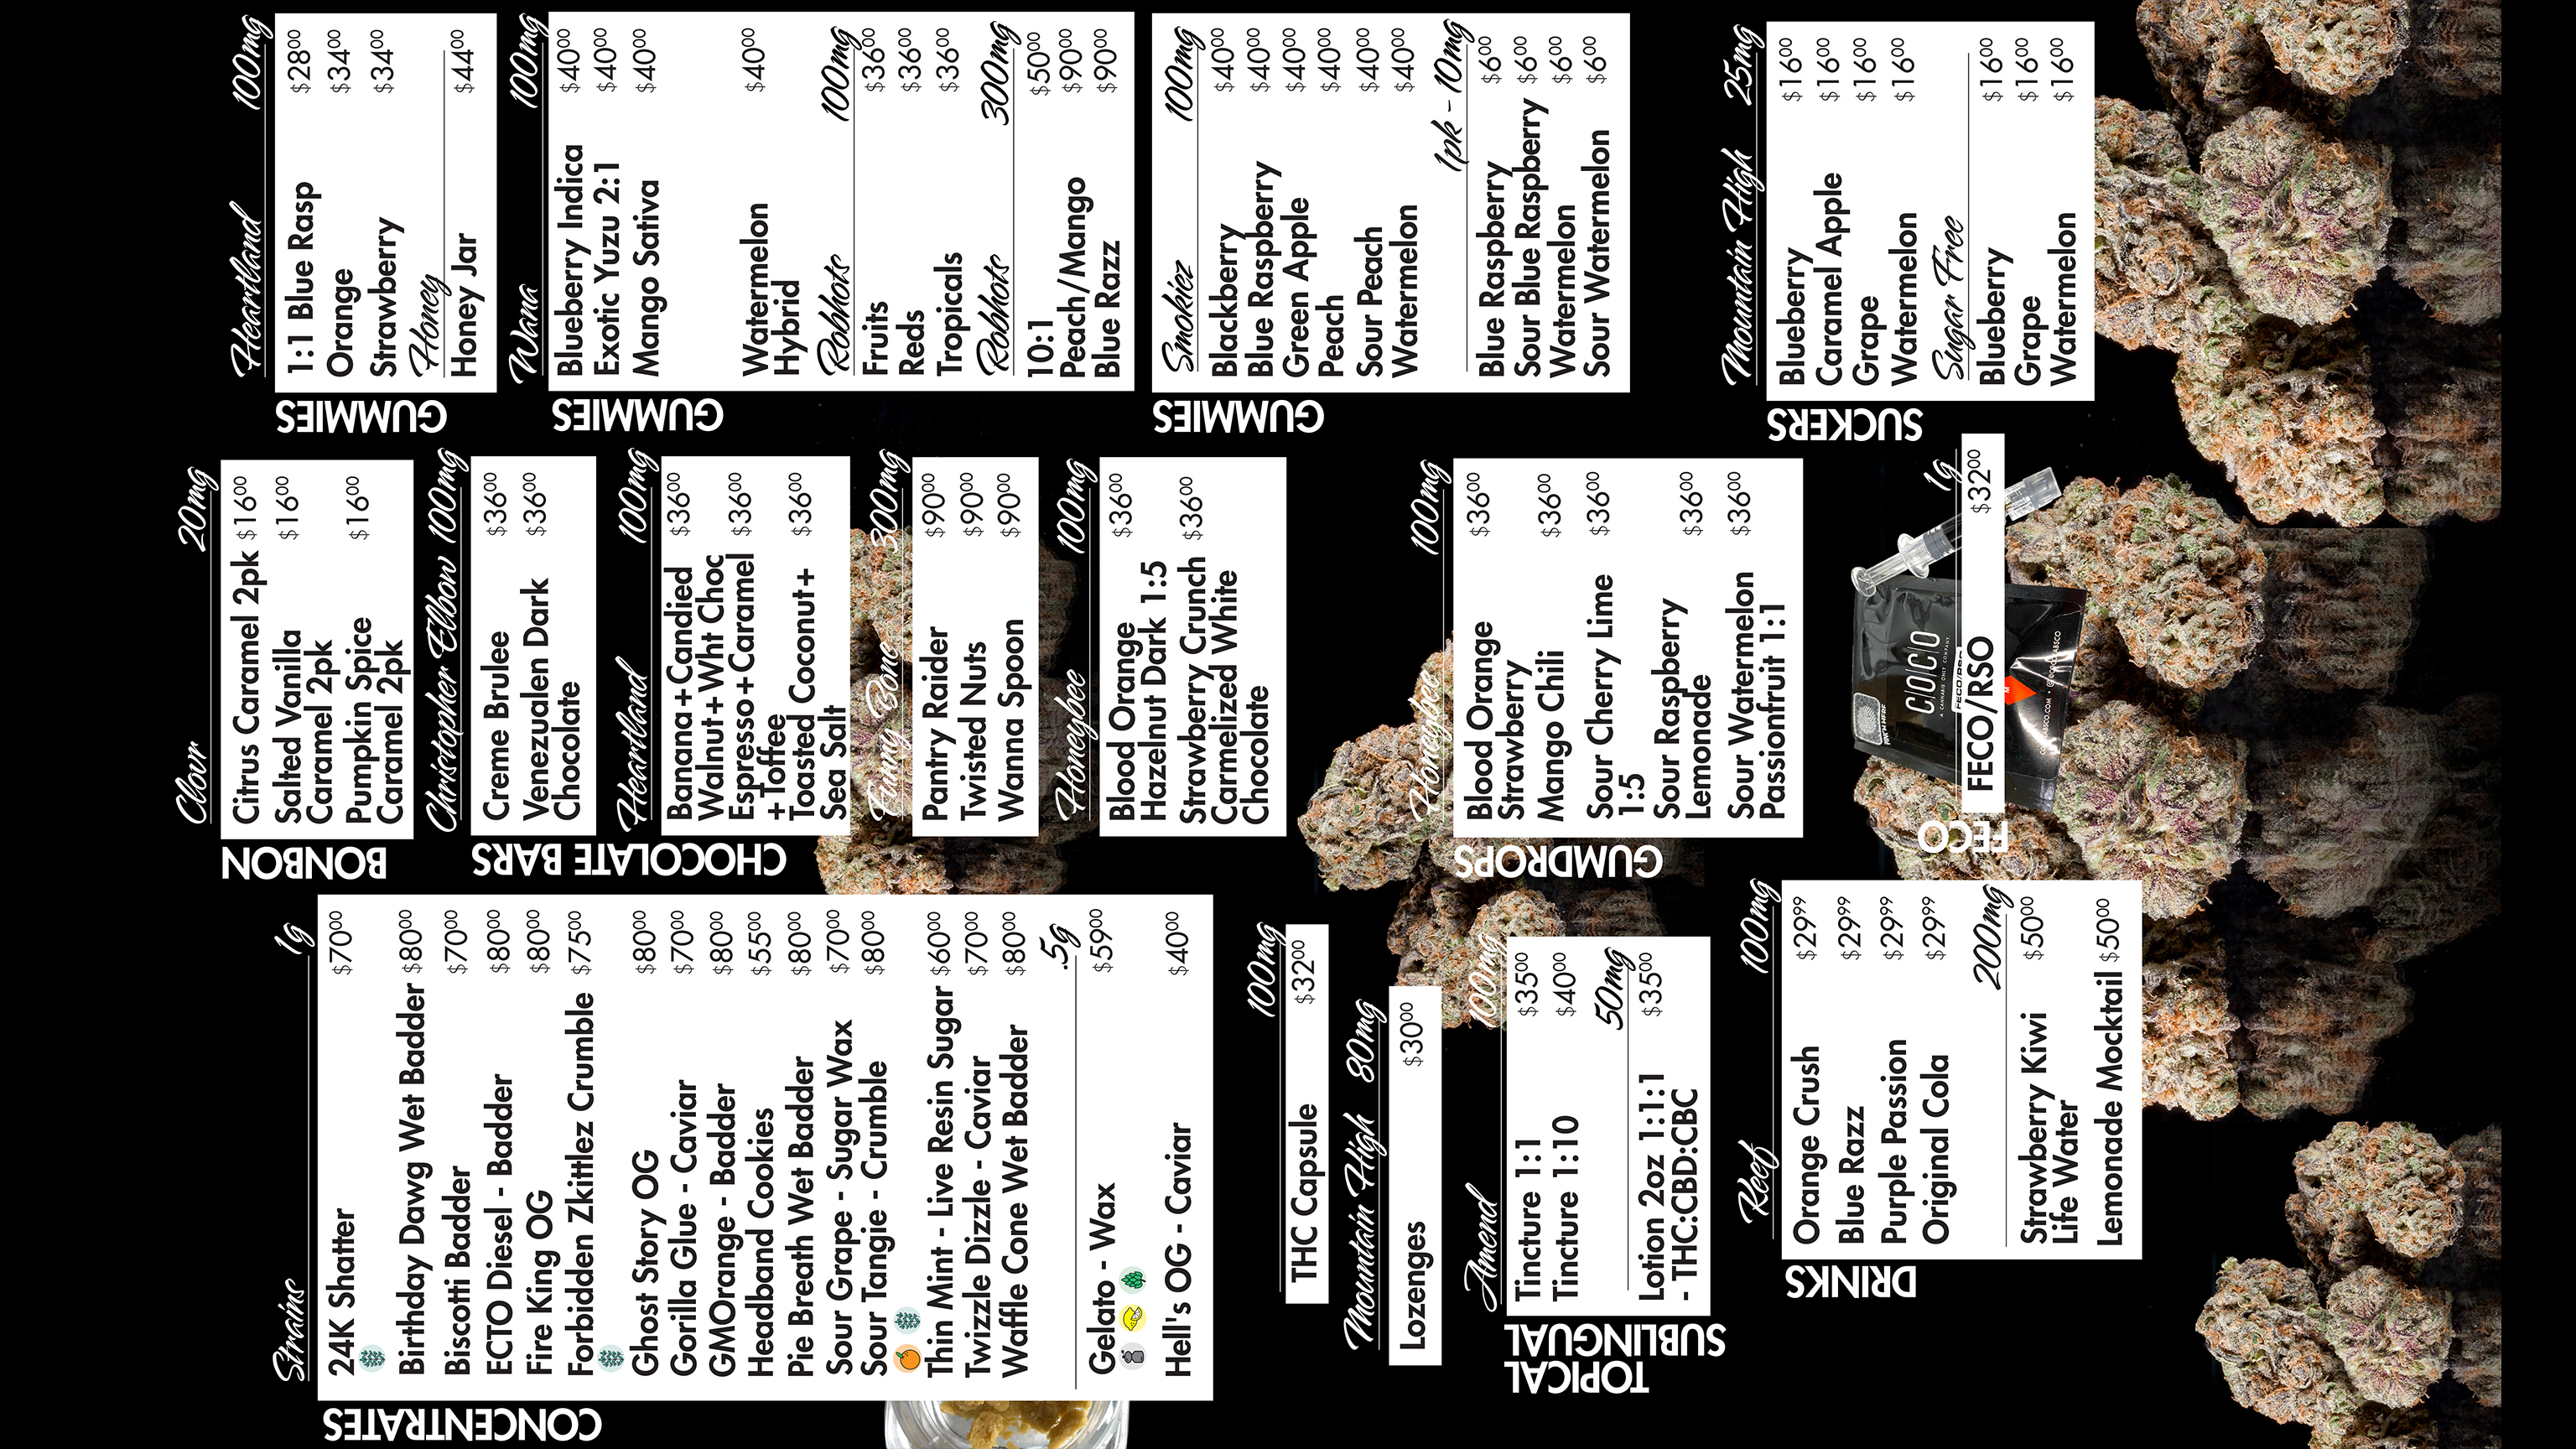 CONCENTRATES
Strains 1g
24K Shatter $70.00
Birthday Dawg Wet Badder $80.00
Biscotti Badder $70.00
ECTO Diesel - Badder $80.00
Fire King OG $80.00
Forbidden Zkittlez Crumble $75.00
Ghost Story OG $80.00
Gorilla Glue - Caviar $70.00
GMOrange - Badder $80.00
Headband Cookies $55.00
Pie Breath Wet Badder $80.00
Sour Grape - Sugar Wax $70.00
Sour Tangie - Crumble $80.00
Thin Mint - Live Resin Sugar $60.00
Twizzle Dizzle - Caviar $70.00
Waffle Cone Wet Badder $80.00
.5g
Gelato - Wax $59.00
Hell's OG - Caviar $40.00
100mg
THC Capsule $32.00
Mountain High 80mg
Lozenges $30.00
TOPICAL
SUBLINGUAL
Amend 100mg
Tincture 1:1 $35.00
Tincture 1:10 $40.00
50mg
Lotion 2oz 1:1:1 $35.00
- THC:CBD:CBC
DRINKS
Keef 100mg
Orange Crush $29.99
Blue Razz $29.99
Purple Passion $29.99
Original Cola $29.99
200mg
Strawberry Kiwi $50.00
Life Water
Lemonade Mocktail $50.00
BONBON
Clovr 20mg
Citrus Caramel 2pk $16.00
Salted Vanilla $16.00
Caramel 2pk
Pumpkin Spice $16.00
Caramel 2pk
CHOCOLATE BARS
Christopher Elbow 100mg
Creme Brulee $36.00
Venezualen Dark $36.00
Chocolate
Heartland 100mg
Banana+Candied $36.00
Walnut+Wht Choc
Espresso+Caramel $36.00
+Toffee
Toasted Coconut+ $36.00
Sea Salt
Funny Bone 300mg
Pantry Raider $90.00
Twisted Nuts $90.00
Wanna Spoon $90.00
Honeybee 100mg
Blood Orange $36.00
Hazelnut Dark 1:5
Strawberry Crunch $36.00
Carmelized White
Chocolate
GUMDROPS
Honeybee 100mg
Blood Orange $36.00
Strawberry
Mango Chili $36.00
Sour Cherry Lime $36.00
1:5
Sour Raspberry $36.00
Lemonade
Sour Watermelon $36.00
Passionfruit 1:1
FECO
1g
FECO/RSO $32.00
C|O|C|O
A CANNABIS ONLY COMPANY
GUMMIES
Heartland 100mg
1:1 Blue Rasp $28.00
Orange $34.00
Strawberry $34.00
Honey
Honey Jar $44.00
GUMMIES
Wana 100mg
Blueberry Indica $40.00
Exotic Yuzu 2:1 $40.00
Mango Sativa $40.00
Watermelon $40.00
Hybrid
Robhots 100mg
Fruits $36.00
Reds $36.00
Tropicals $36.00
Robhots 300mg
10:1 $50.00
Peach/Mango $90.00
Blue Razz $90.00
GUMMIES
Smokiez 100mg
Blackberry $40.00
Blue Raspberry $40.00
Green Apple $40.00
Peach $40.00
Sour Peach $40.00
Watermelon $40.00
1pk - 10mg
Blue Raspberry $6.00
Sour Blue Raspberry $6.00
Watermelon $6.00
Sour Watermelon $6.00
SUCKERS
Mountain High 25mg
Blueberry $16.00
Caramel Apple $16.00
Grape $16.00
Watermelon $16.00
Sugar Free
Blueberry $16.00
Grape $16.00
Watermelon $16.00